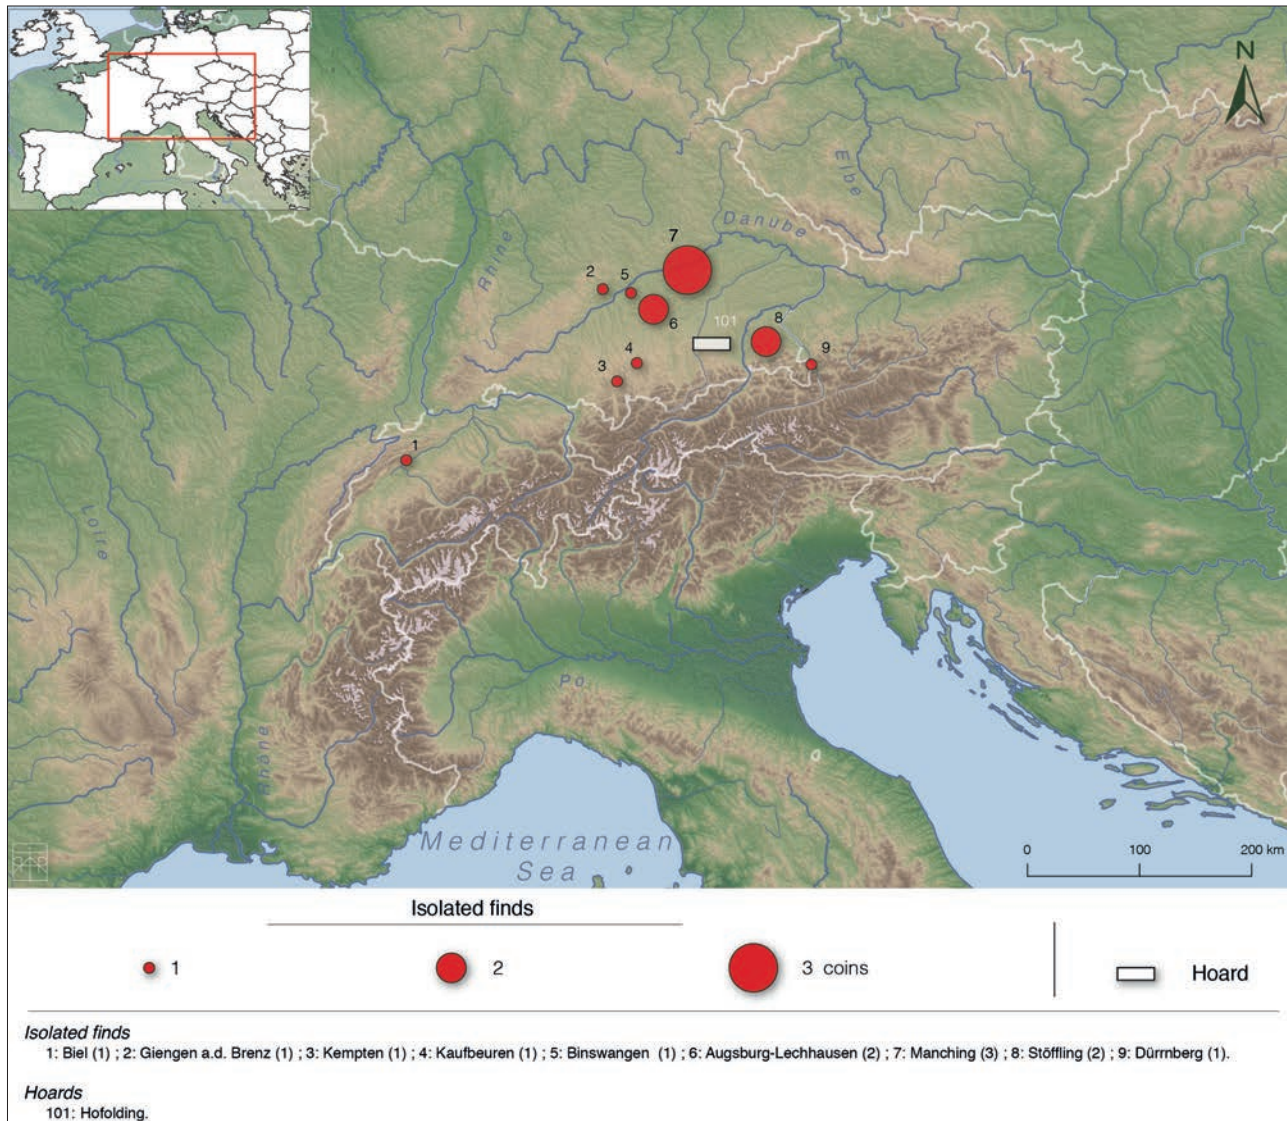 N
Elbe
Danube
Rhine
7
2
5
6
101
8
4
3
9
1
Loire
Po
Rhône
Mediterranean
Sea
0 100 200 km
Isolated finds
1 2 3 coins
Hoard
Isolated finds
1: Biel (1) ; 2: Giengen a.d. Brenz (1) ; 3: Kempten (1) ; 4: Kaufbeuren (1) ; 5: Binswangen (1) ; 6: Augsburg-Lechhausen (2) ; 7: Manching (3) ; 8: Stöffling (2) ; 9: Dürrnberg (1).
Hoards
101: Hofolding.